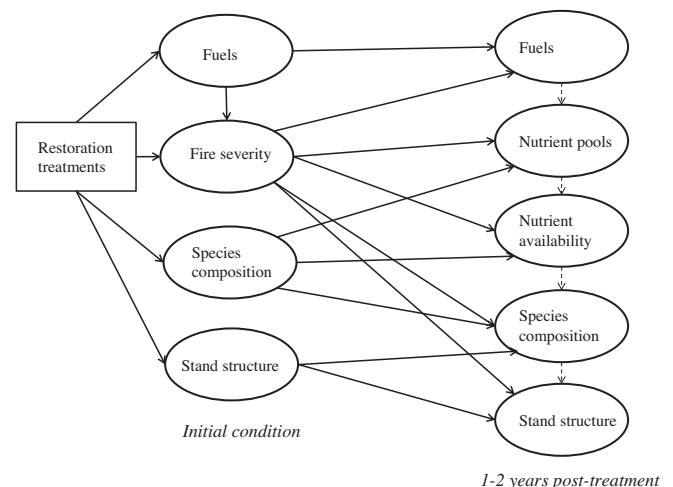 Fuels
Fuels
Restoration
treatments
Fire severity
Nutrient pools
Species
composition
Nutrient
availability
Stand structure
Species
composition
Stand structure
Initial condition
1-2 years post-treatment